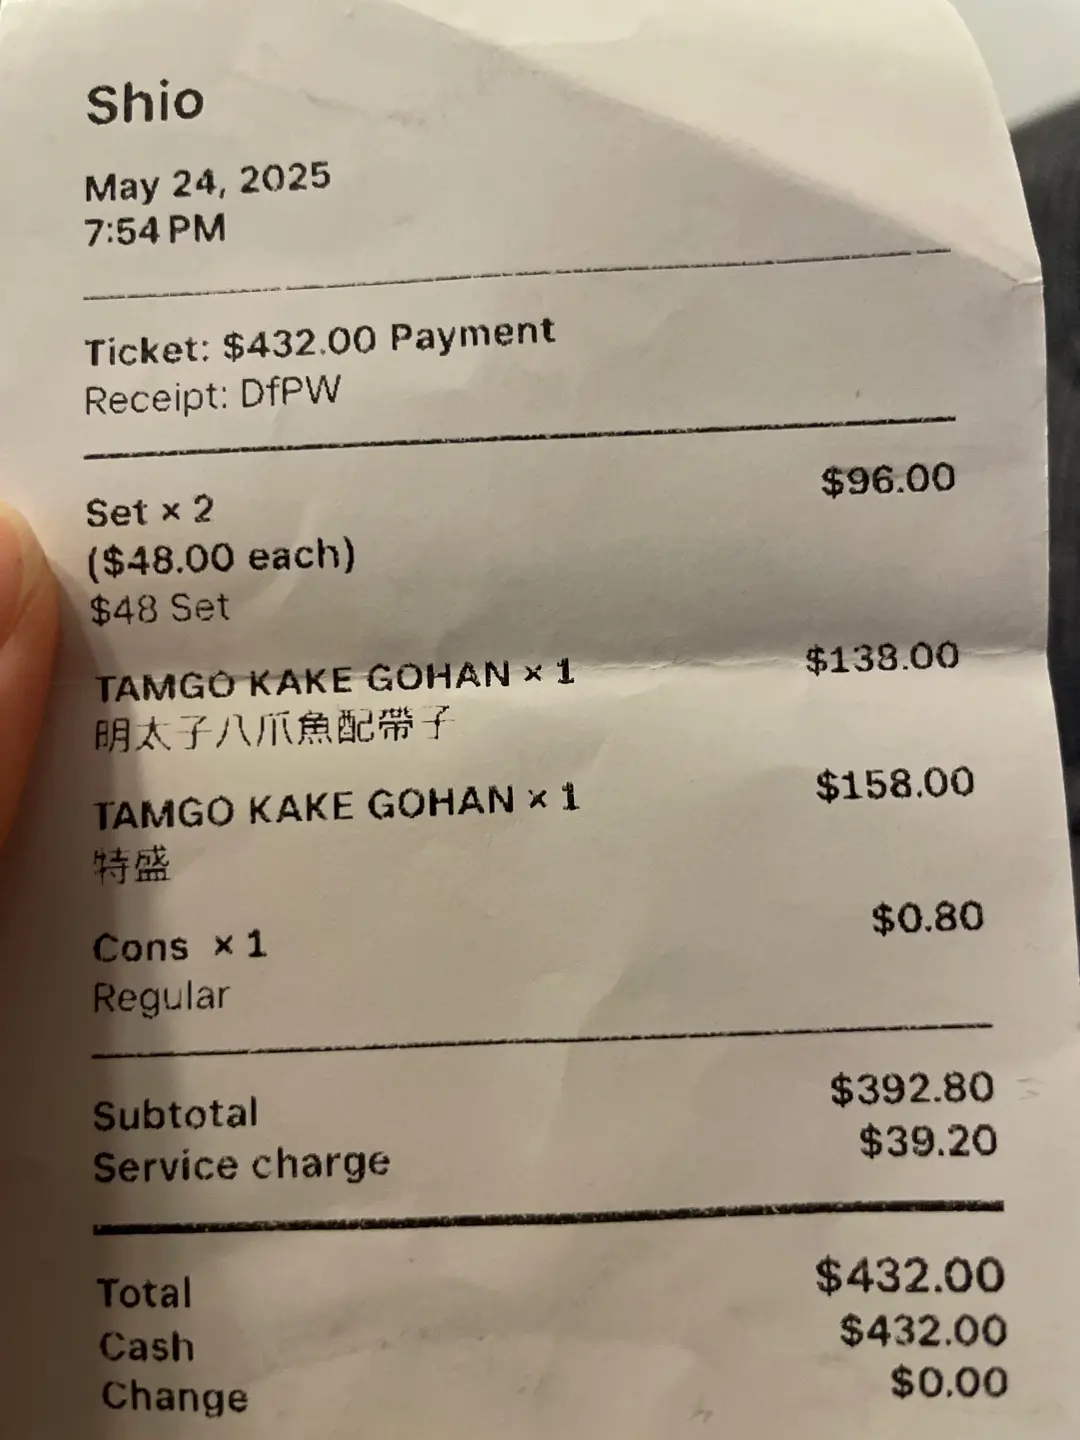 Shio
May 24, 2025
7:54 PM
Ticket: $432.00 Payment
Receipt: DfPW
Set × 2 $96.00
($48.00 each)
$48 Set
TAMGO KAKE GOHAN × 1 $138.00
明太子八爪魚配帶子
TAMGO KAKE GOHAN × 1 $158.00
特盛
Cons × 1 $0.80
Regular
Subtotal $392.80
Service charge $39.20
Total $432.00
Cash $432.00
Change $0.00